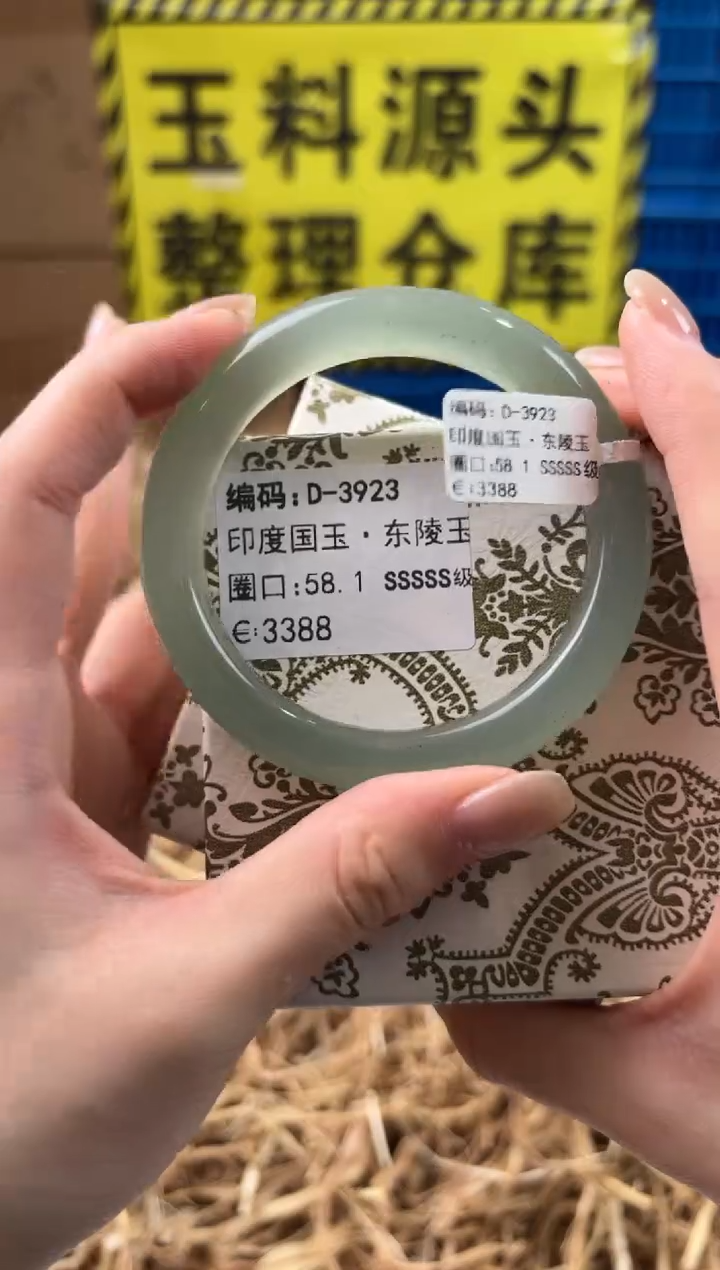 玉料源头
整理仓库
编码: D-3923
印度国玉·东陵玉
圈口:58 1 SSSSS级
€:3388
编码:D-3923
印度国玉·东陵玉
圈口:58.1 SSSSS级
€:3388